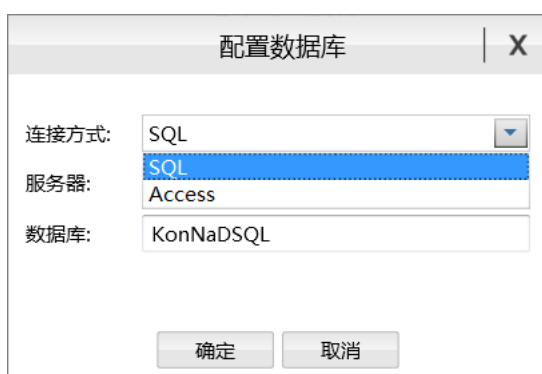 配置数据库 X
连接方式: SQL
SQL
服务器:
Access
数据库: KonNaDSQL
确定 取消